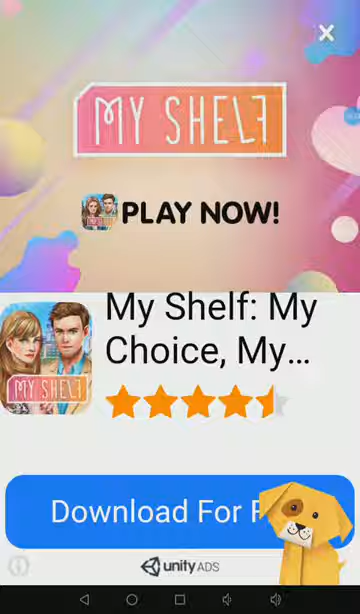 MY SHELF
PLAY NOW!
My Shelf: My
Choice, My...
MY SHELF
Download For F
unity ADS